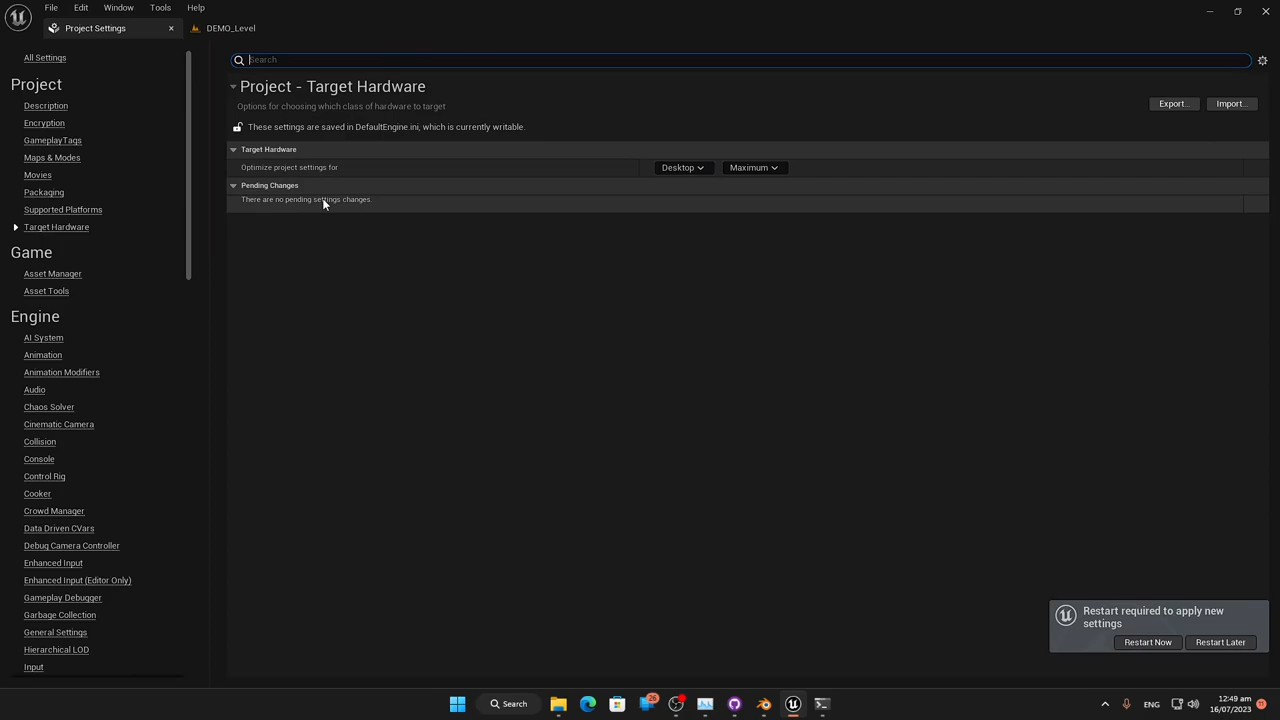 File Edit Window Tools Help
Project Settings
DEMO_Level
All Settings
Project
Description
Encryption
GameplayTags
Maps & Modes
Movies
Packaging
Supported Platforms
Target Hardware
Game
Asset Manager
Asset Tools
Engine
AI System
Animation
Animation Modifiers
Audio
Chaos Solver
Cinematic Camera
Collision
Console
Control Rig
Cooker
Crowd Manager
Data Driven CVars
Debug Camera Controller
Enhanced Input
Enhanced Input (Editor Only)
Gameplay Debugger
Garbage Collection
General Settings
Hierarchical LOD
Input
Search
Project - Target Hardware
Options for choosing which class of hardware to target
Export...
Import...
These settings are saved in DefaultEngine.ini, which is currently writable.
Target Hardware
Optimize project settings for
Desktop
Maximum
Pending Changes
There are no pending settings changes.
Restart required to apply new
settings
Restart Now
Restart Later
Search
26
ENG
12:49 am
16/07/2023